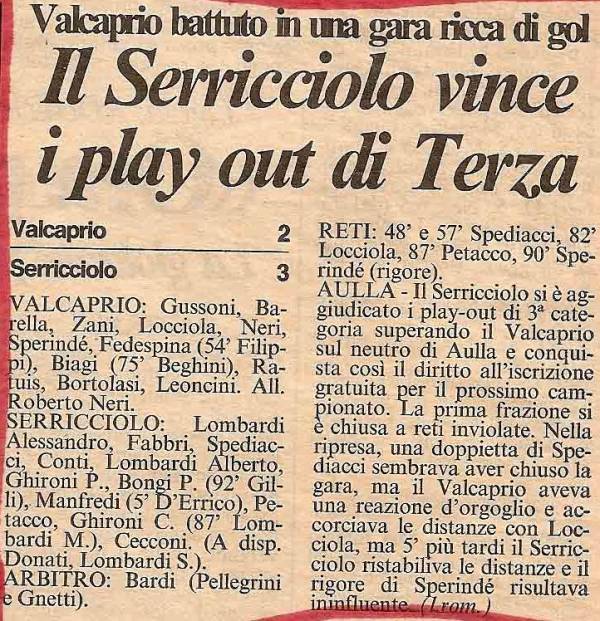 Valcaprio battuto in una gara ricca di gol
Il Serricciolo vince
i play out di Terza
Valcaprio 2
Serricciolo 3
VALCAPRIO: Gussoni, Ba-
rella, Zani, Locciola, Neri,
Sperindé, Fedespina (54' Filip-
pi), Biagi (75' Beghini), Ra-
tuis, Bortolasi, Leoncini. All.
Roberto Neri.
SERRICCIOLO: Lombardi
Alessandro, Fabbri, Spediac-
ci, Conti, Lombardi Alberto,
Ghironi P., Bongi P. (92' Gil-
li), Manfredi (5' D'Errico), Pe-
tacco, Ghironi C. (87' Lom-
bardi M.), Cecconi. (A disp.
Donati, Lombardi S.).
ARBITRO: Bardi (Pellegrini
e Gnetti).
RETI: 48' e 57' Spediacci, 82'
Locciola, 87' Petacco, 90' Spe-
rindé (rigore).
AULLA - Il Serricciolo si è ag-
giudicato i play-out di 3ª cat-
egoria superando il Valcaprio
sul neutro di Aulla e conqui-
sta così il diritto all'iscrizione
gratuita per il prossimo cam-
pionato. La prima frazione si
è chiusa a reti inviolate. Nella
ripresa, una doppietta di Spe-
diacci sembrava aver chiuso la
gara, ma il Valcaprio aveva
una reazione d'orgoglio e ac-
corciava le distanze con Loc-
ciola, ma 5' più tardi il Serric-
ciolo ristabiliva le distanze e il
rigore di Sperindé risultava
ininfluente. (l.rom.)